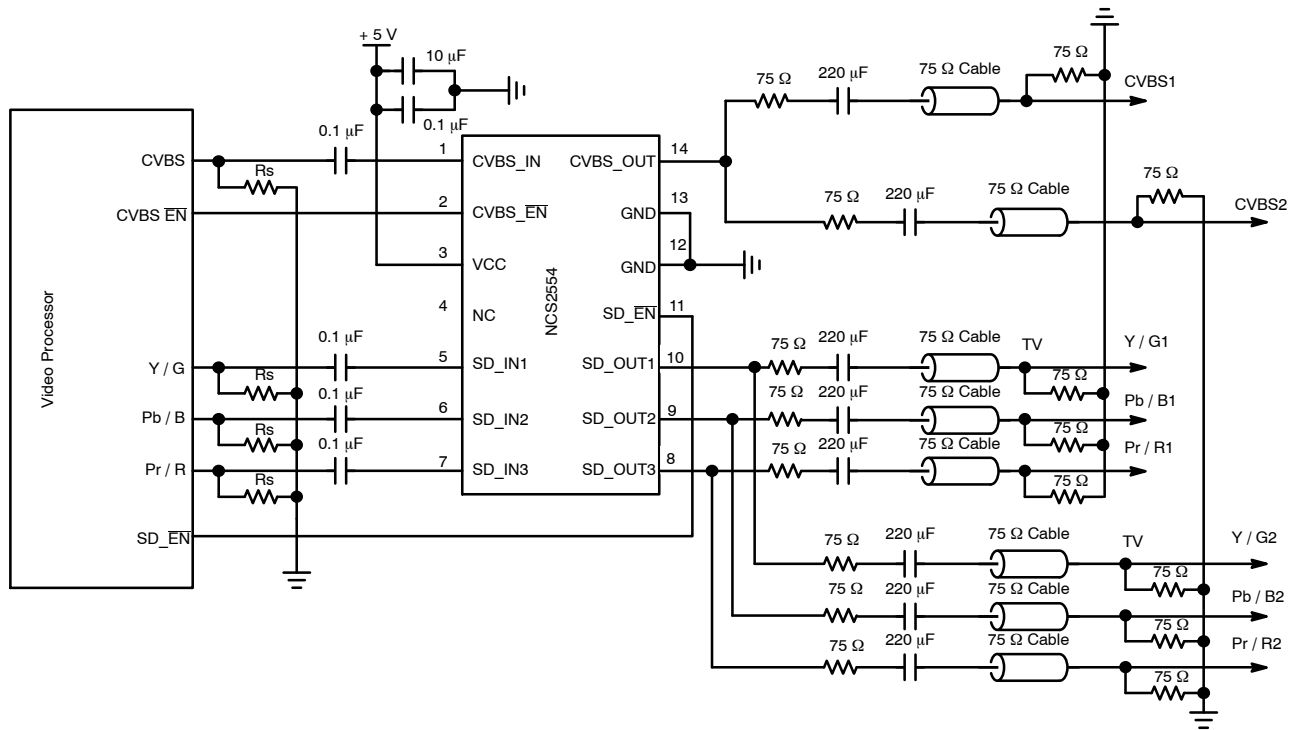 + 5 V
10 μF
0.1 μF
Video Processor
CVBS
CVBS EN
Y / G
Pb / B
Pr / R
SD_EN
Rs
Rs
Rs
Rs
0.1 μF
0.1 μF
0.1 μF
0.1 μF
1
2
3
4
5
6
7
CVBS_IN
CVBS_EN
VCC
NC
SD_IN1
SD_IN2
SD_IN3
NCS2554
CVBS_OUT
GND
GND
SD_EN
SD_OUT1
SD_OUT2
SD_OUT3
14
13
12
11
10
9
8
75 Ω
220 μF
75 Ω Cable
75 Ω
CVBS1
75 Ω
220 μF
75 Ω Cable
75 Ω
CVBS2
75 Ω
220 μF
75 Ω Cable
TV
75 Ω
Y / G1
75 Ω
220 μF
75 Ω Cable
75 Ω
Pb / B1
75 Ω
220 μF
75 Ω Cable
75 Ω
Pr / R1
75 Ω
220 μF
75 Ω Cable
TV
75 Ω
Y / G2
75 Ω
220 μF
75 Ω Cable
75 Ω
Pb / B2
75 Ω
220 μF
75 Ω Cable
75 Ω
Pr / R2